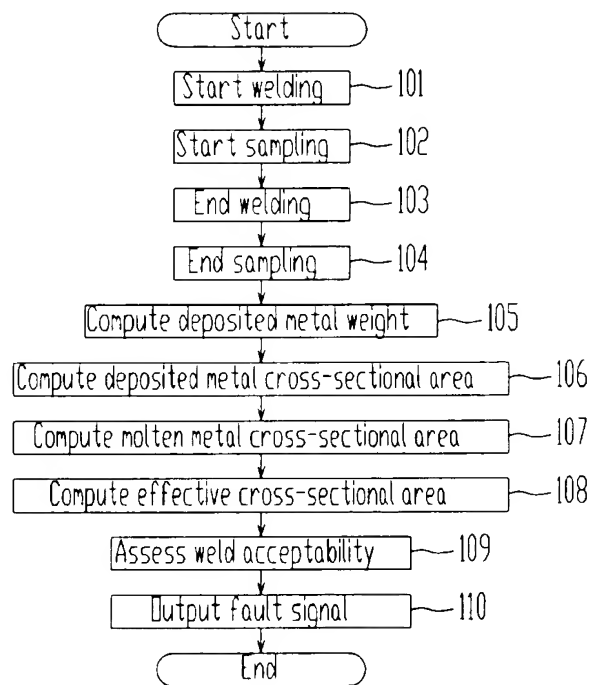 Start
Start welding 101
Start sampling 102
End welding 103
End sampling 104
Compute deposited metal weight 105
Compute deposited metal cross-sectional area 106
Compute molten metal cross-sectional area 107
Compute effective cross-sectional area 108
Assess weld acceptability 109
Output fault signal 110
End